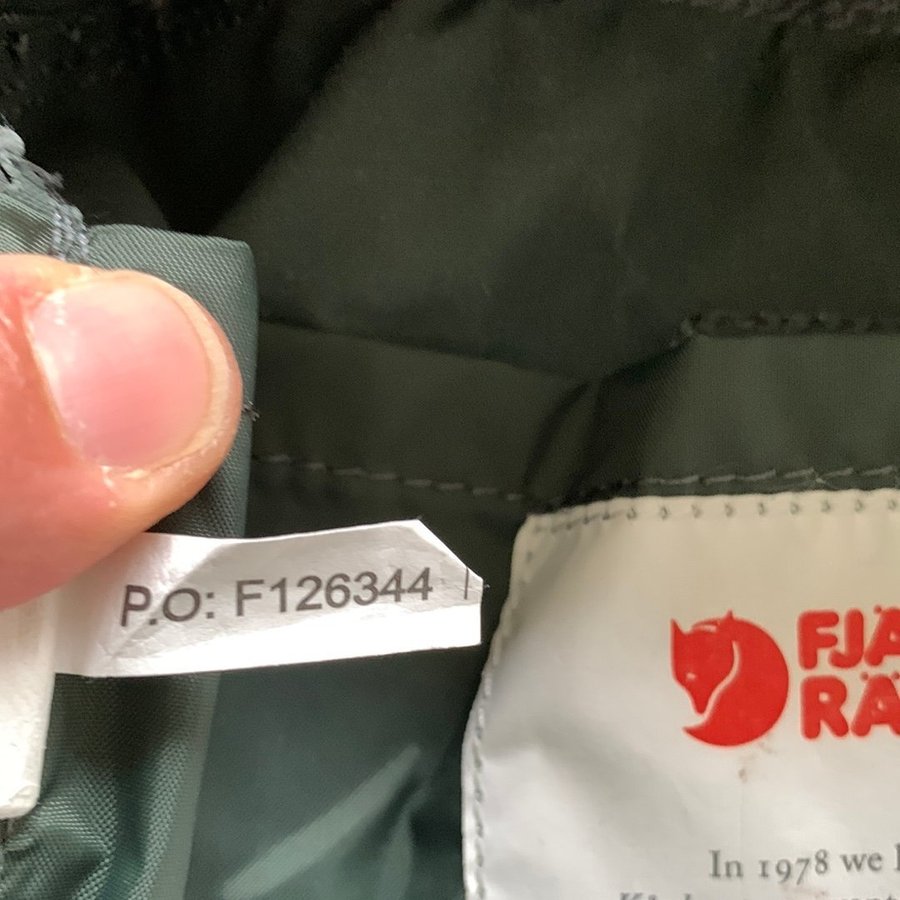 P.O: F126344
FJÄ
RÄ
In 1978 we